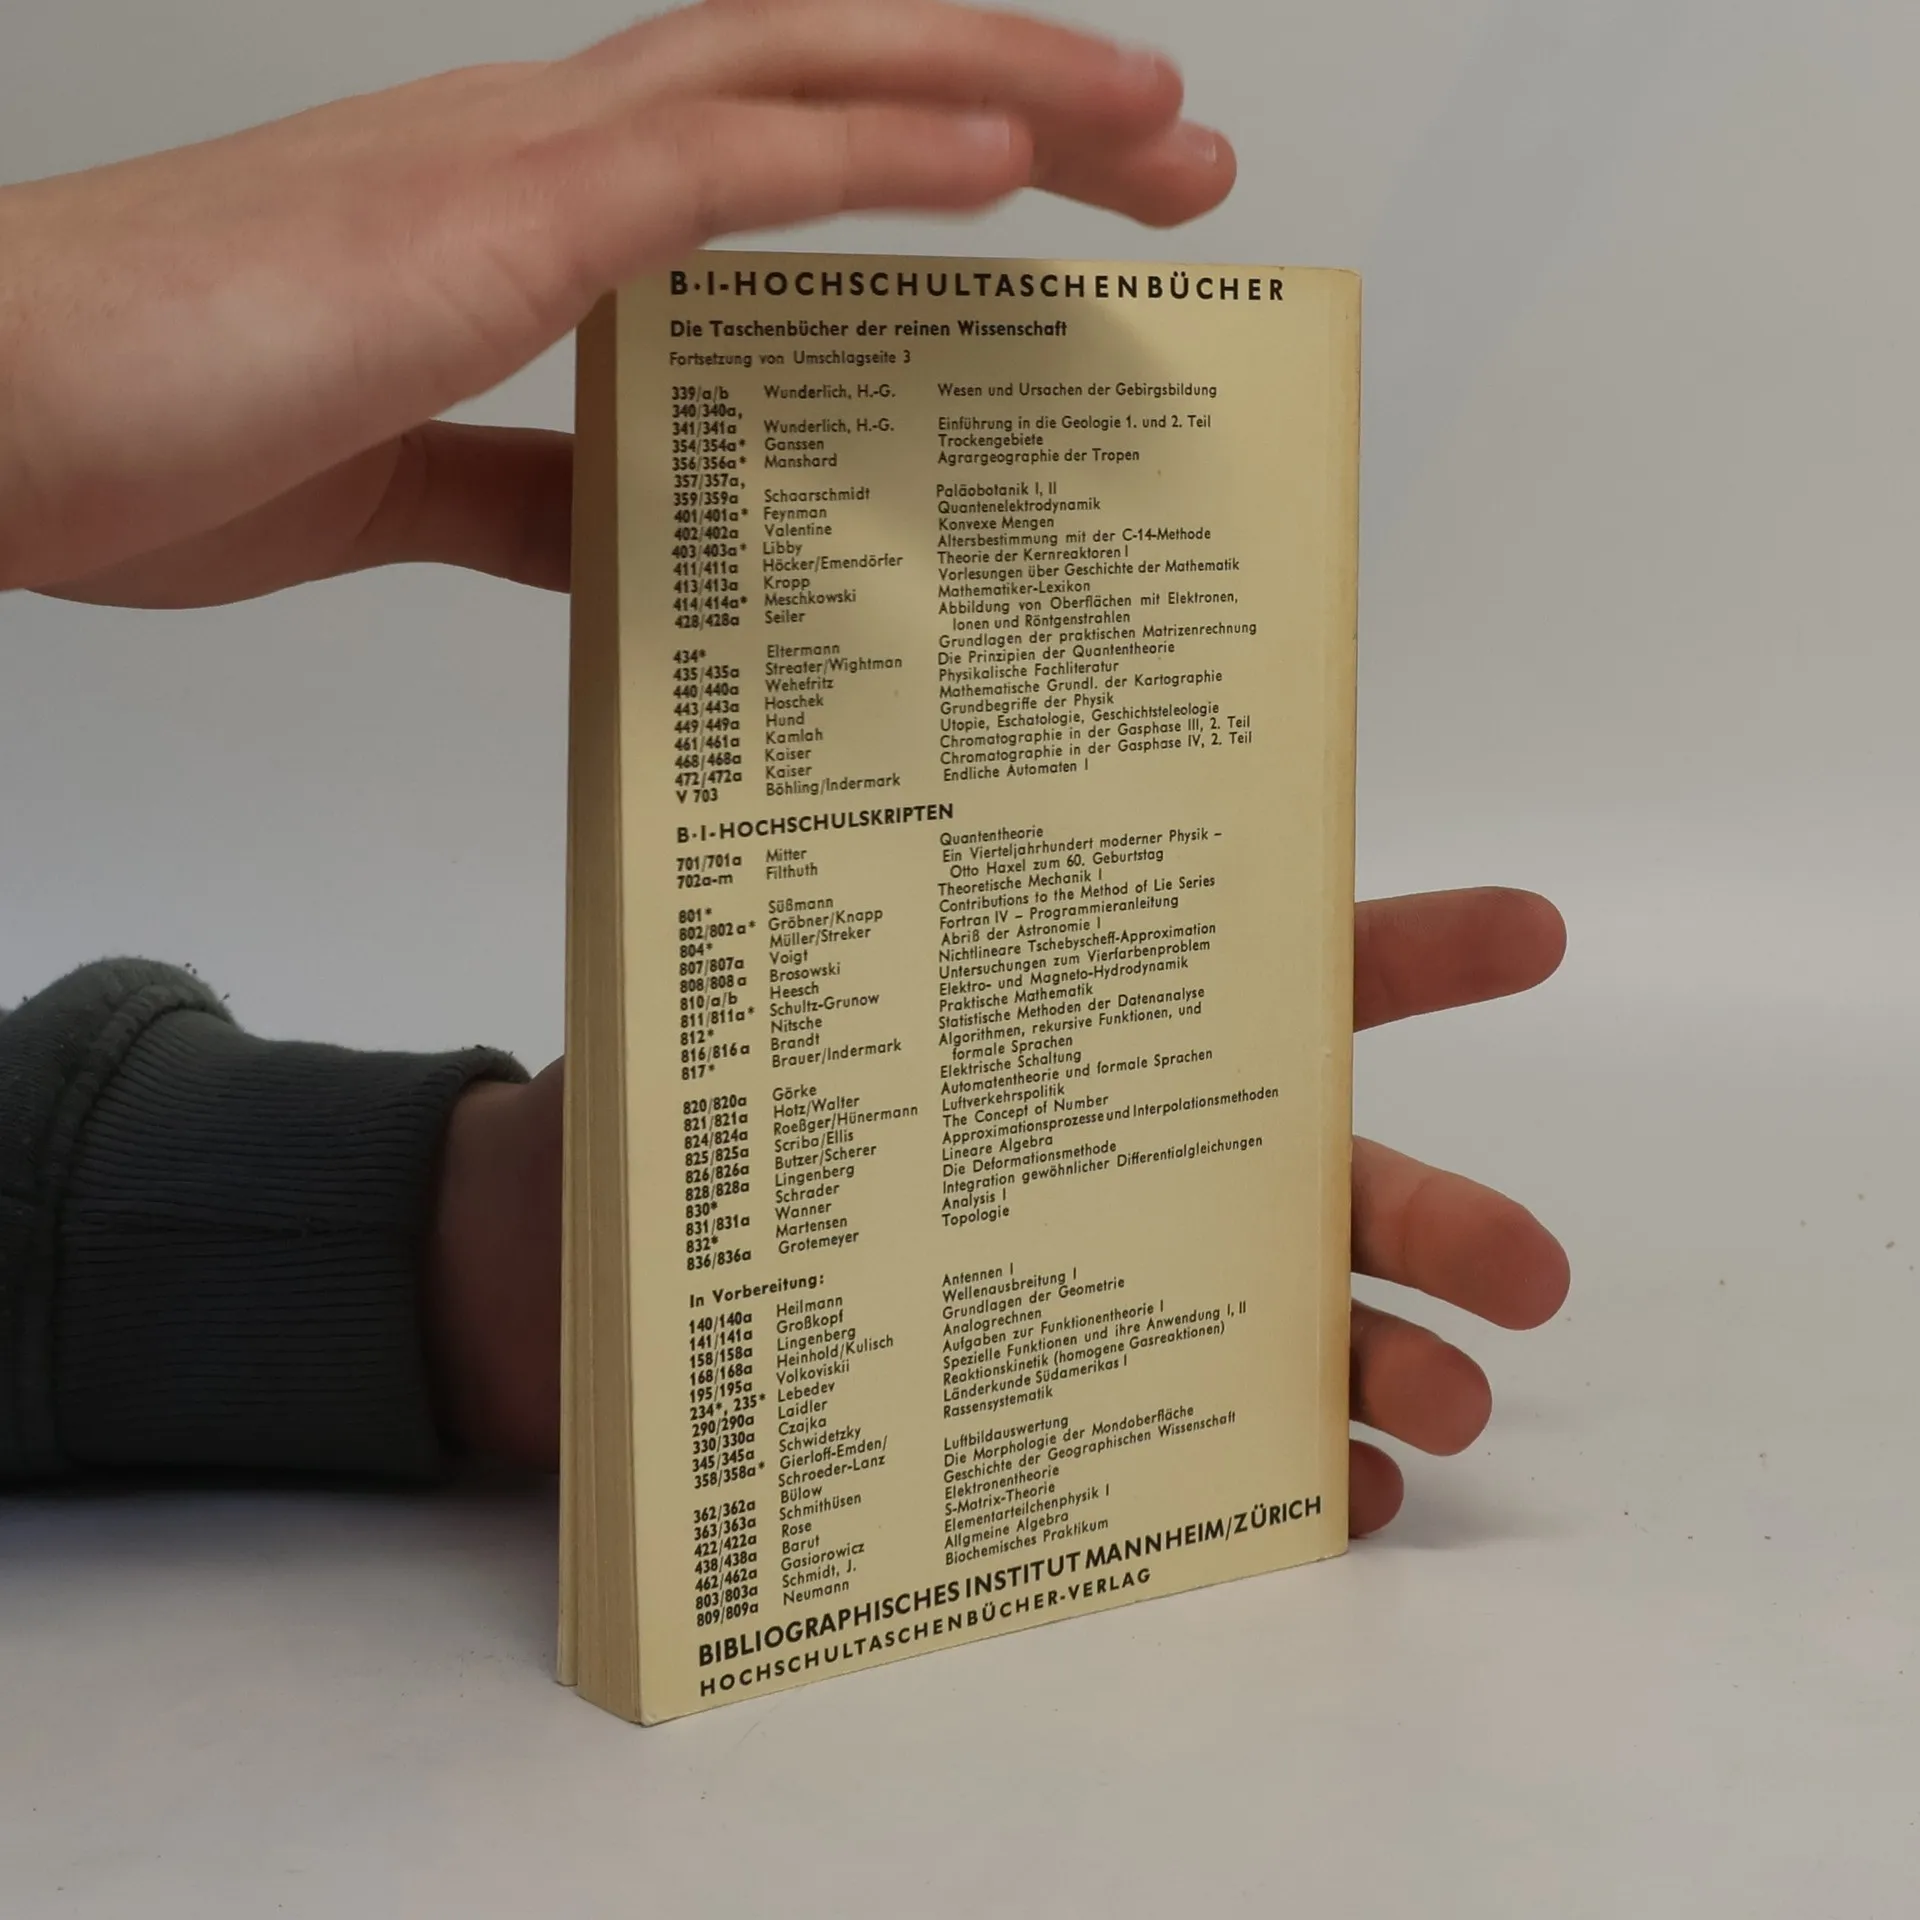 B·I-HOCHSCHULTASCHENBÜCHER
Die Taschenbücher der reinen Wissenschaft
Fortsetzung von Umschlagseite 3
339/a/b Wunderlich, H.-G. Wesen und Ursachen der Gebirgsbildung
340/340a,
341/341a Wunderlich, H.-G. Einführung in die Geologie 1. und 2. Teil
354/354a* Ganssen Trockengebiete
356/356a* Manshard Agrargeographie der Tropen
357/357a,
359/359a Schaarschmidt Paläobotanik I, II
401/401a* Feynman Quantenelektrodynamik
402/402a Valentine Konvexe Mengen
403/403a* Libby Altersbestimmung mit der C-14-Methode
411/411a Höcker/Emendörfer Theorie der Kernreaktoren I
413/413a Kropp Vorlesungen über Geschichte der Mathematik
414/414a* Meschkowski Mathematiker-Lexikon
428/428a Seiler Abbildung von Oberflächen mit Elektronen,
Ionen und Röntgenstrahlen
434* Eltermann Grundlagen der praktischen Matrizenrechnung
435/435a Streater/Wightman Die Prinzipien der Quantentheorie
440/440a Wehefritz Physikalische Fachliteratur
443/443a Hoschek Mathematische Grundl. der Kartographie
449/449a Hund Grundbegriffe der Physik
461/461a Kamlah Utopie, Eschatologie, Geschichtsteleologie
468/468a Kaiser Chromatographie in der Gasphase III, 2. Teil
472/472a Kaiser Chromatographie in der Gasphase IV, 2. Teil
V 703 Böhling/Indermark Endliche Automaten I
B·I-HOCHSCHULSKRIPTEN
701/701a Mitter Quantentheorie
702a-m Filthuth Ein Vierteljahrhundert moderner Physik –
Otto Haxel zum 60. Geburtstag
801* Süßmann Theoretische Mechanik I
802/802a* Gröbner/Knapp Contributions to the Method of Lie Series
804* Müller/Streker Fortran IV – Programmieranleitung
807/807a Voigt Abriß der Astronomie I
808/808a Brosowski Nichtlineare Tschebyscheff-Approximation
810/a/b Heesch Untersuchungen zum Vierfarbenproblem
811/811a* Schultz-Grunow Elektro- und Magneto-Hydrodynamik
812* Nitsche Praktische Mathematik
816/816a Brandt Statistische Methoden der Datenanalyse
817* Brauer/Indermark Algorithmen, rekursive Funktionen, und
formale Sprachen
820/820a Görke Elektrische Schaltung
821/821a Hotz/Walter Automatentheorie und formale Sprachen
824/824a Roeßger/Hünermann Luftverkehrspolitik
825/825a Scriba/Ellis The Concept of Number
826/826a Butzer/Scherer Approximationsprozesse und Interpolationsmethoden
828/828a Lingenberg Lineare Algebra
830* Schrader Die Deformationsmethode
831/831a Wanner Integration gewöhnlicher Differentialgleichungen
832* Martensen Analysis I
836/836a Grotemeyer Topologie
In Vorbereitung:
140/140a Heilmann Antennen I
141/141a Großkopf Wellenausbreitung I
158/158a Lingenberg Grundlagen der Geometrie
168/168a Heinhold/Kulisch Analogrechnen
195/195a Volkoviskii Aufgaben zur Funktionentheorie I
234*, 235* Lebedev Spezielle Funktionen und ihre Anwendung I, II
290/290a Laidler Reaktionskinetik (homogene Gasreaktionen)
330/330a Czajka Länderkunde Südamerikas I
345/345a Schwidetzky Rassensystematik
358/358a* Gierloff-Emden/
Schroeder-Lanz Luftbildauswertung
362/362a Bülow Die Morphologie der Mondoberfläche
363/363a Schmithüsen Geschichte der Geographischen Wissenschaft
422/422a Rose Elektronentheorie
438/438a Barut S-Matrix-Theorie
462/462a Gasiorowicz Elementarteilchenphysik I
803/803a Schmidt, J. Allgmeine Algebra
809/809a Neumann Biochemisches Praktikum
BIBLIOGRAPHISCHES INSTITUT MANNHEIM/ZÜRICH
HOCHSCHULTASCHENBÜCHER-VERLAG